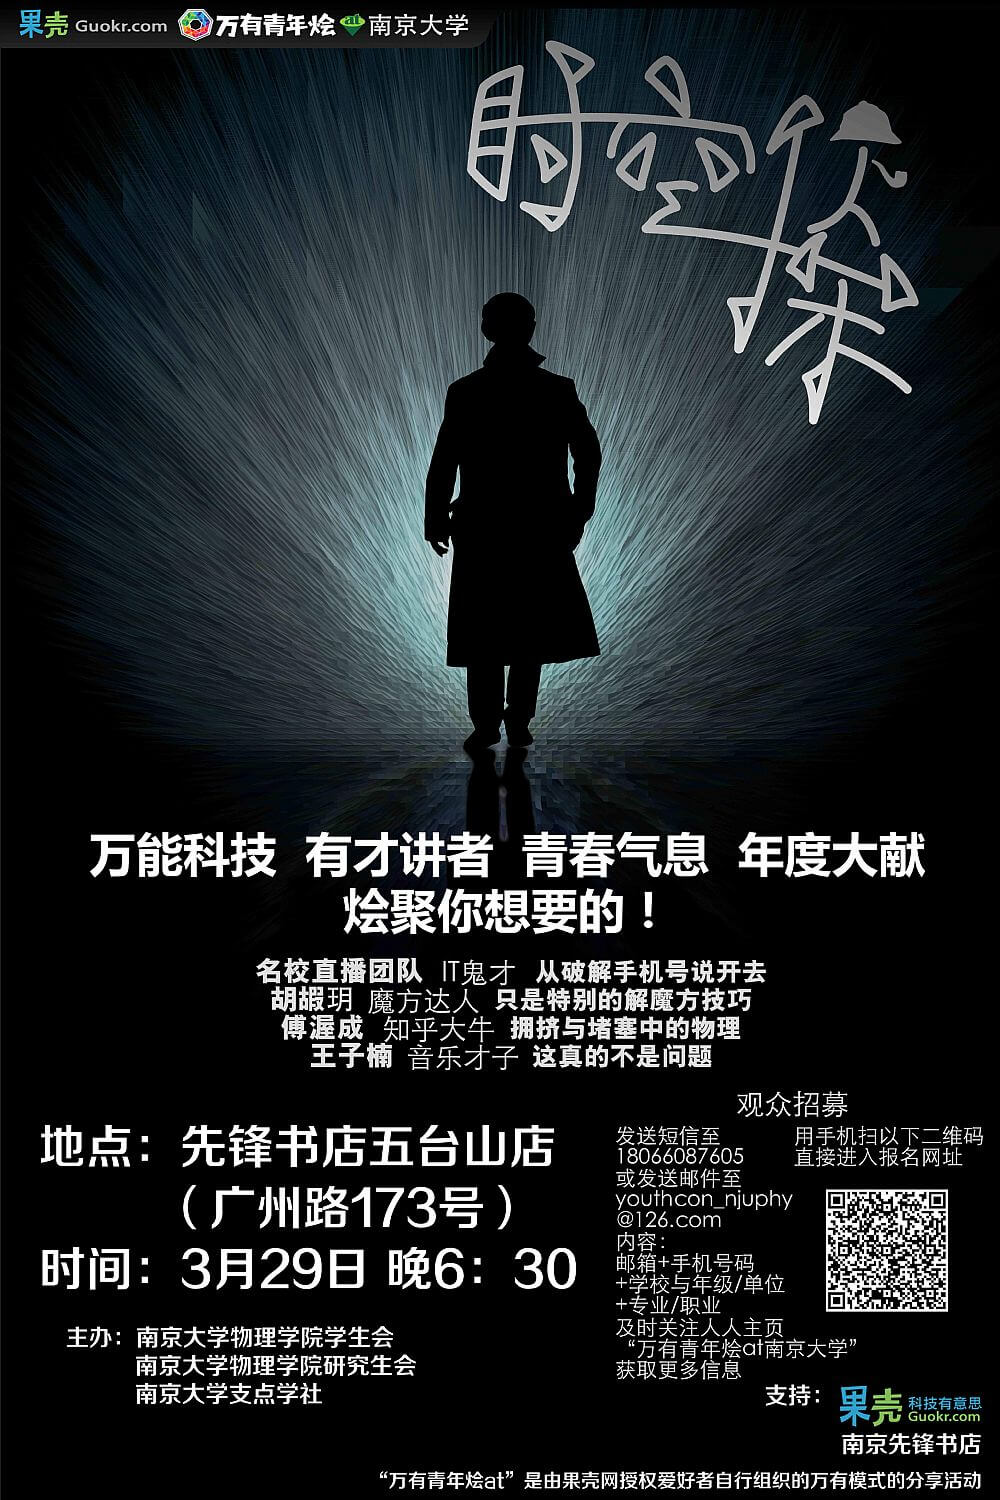 果壳 Guokr.com 万有青年烩 at 南京大学
时空侦探
万能科技 有才讲者 青春气息 年度大献
烩聚你想要的！
名校直播团队 IT鬼才 从破解手机号说开去
胡嘏玥 魔方达人 只是特别的解魔方技巧
傅渥成 知乎大牛 拥挤与堵塞中的物理
王子楠 音乐才子 这真的不是问题
地点：先锋书店五台山店
（广州路173号）
时间：3月29日 晚6：30
主办：南京大学物理学院学生会
南京大学物理学院研究生会
南京大学支点学社
观众招募
发送短信至
18066087605
或发送邮件至
youthcon_njuphy
@126.com
内容：
邮箱+手机号码
+学校与年级/单位
+专业/职业
及时关注人人主页
“万有青年烩at南京大学”
获取更多信息
用手机扫以下二维码
直接进入报名网址
支持：果壳 科技有意思
Guokr.com
南京先锋书店
“万有青年烩at”是由果壳网授权爱好者自行组织的万有模式的分享活动